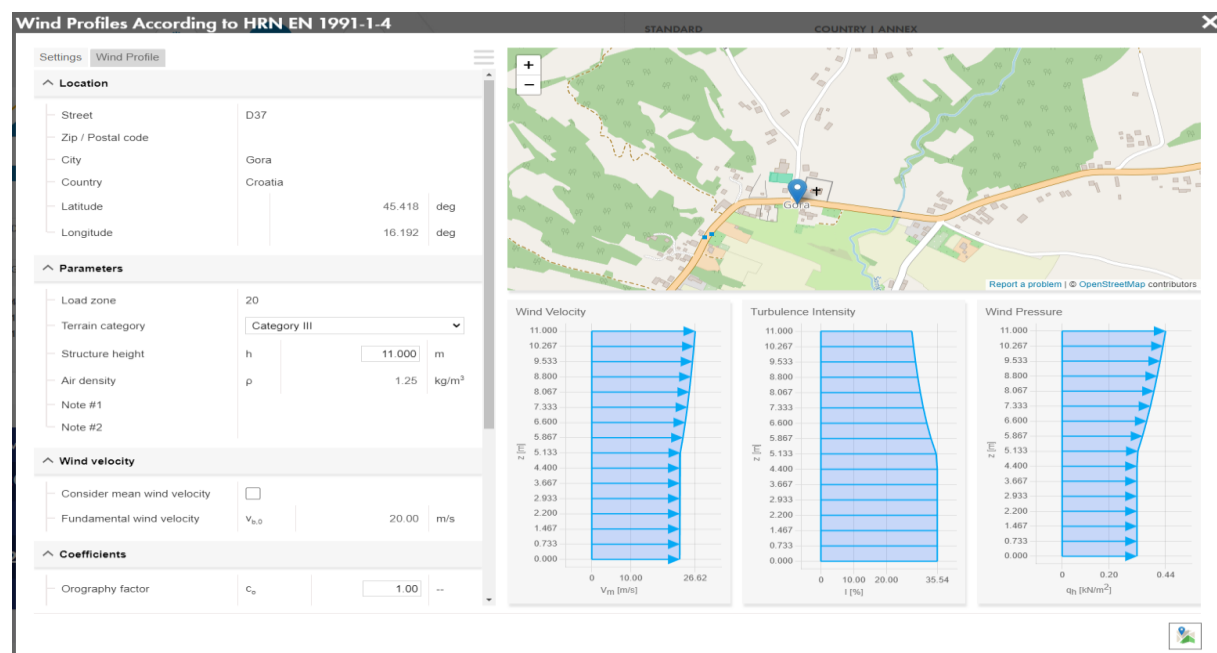 Wind Profiles According to HRN EN 1991-1-4
STANDARD COUNTRY | ANNEX
Settings Wind Profile
Location
Street D37
Zip / Postal code
City Gora
Country Croatia
Latitude 45.418 deg
Longitude 16.192 deg
Parameters
Load zone 20
Terrain category Category III
Structure height h 11.000 m
Air density ρ 1.25 kg/m³
Note #1
Note #2
Wind velocity
Consider mean wind velocity
Fundamental wind velocity vb,0 20.00 m/s
Coefficients
Orography factor co 1.00 --
+
−
Gora
Report a problem | © OpenStreetMap contributors
Wind Velocity
11.000
10.267
9.533
8.800
8.067
7.333
6.600
5.867
5.133
4.400
3.667
2.933
2.200
1.467
0.733
0.000
z [m]
0 10.00 26.62
Vm [m/s]
Turbulence Intensity
11.000
10.267
9.533
8.800
8.067
7.333
6.600
5.867
5.133
4.400
3.667
2.933
2.200
1.467
0.733
0.000
z [m]
0 10.00 20.00 35.54
I [%]
Wind Pressure
11.000
10.267
9.533
8.800
8.067
7.333
6.600
5.867
5.133
4.400
3.667
2.933
2.200
1.467
0.733
0.000
z [m]
0 0.20 0.44
qh [kN/m²]